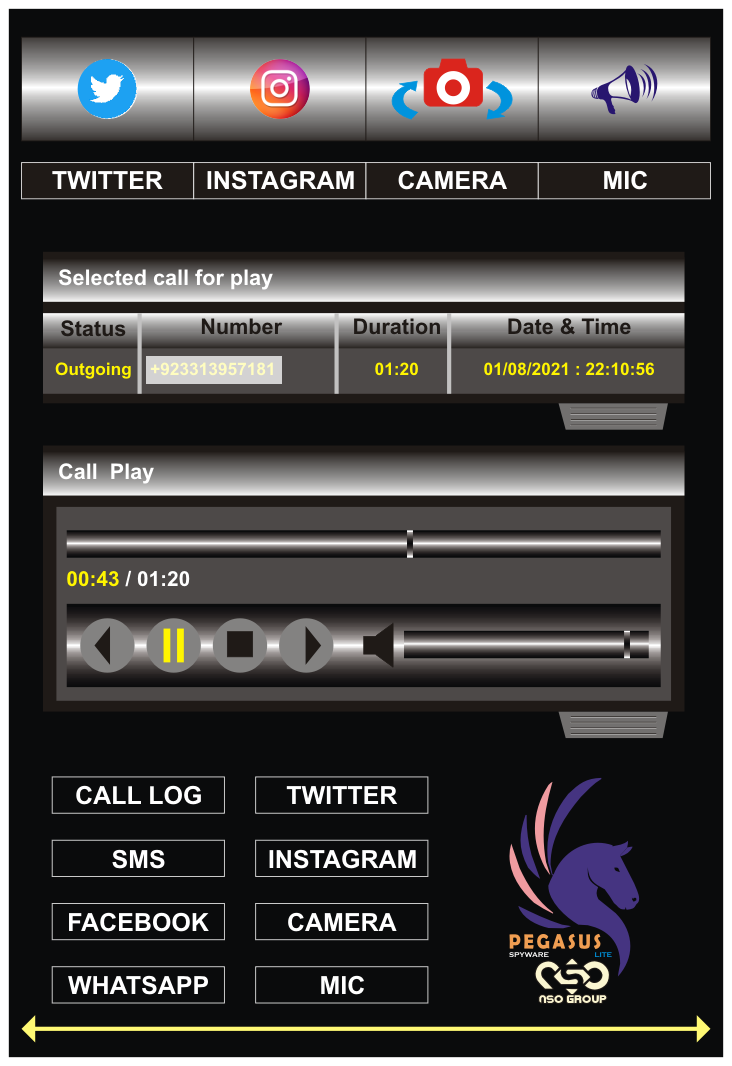 TWITTER INSTAGRAM CAMERA MIC
Selected call for play
Status Number Duration Date & Time
Outgoing +923313957181 01:20 01/08/2021 : 22:10:56
Call Play
00:43 / 01:20
CALL LOG TWITTER
SMS INSTAGRAM
FACEBOOK CAMERA
WHATSAPP MIC
PEGASUS
SPYWARE LITE
NSO
NSO GROUP